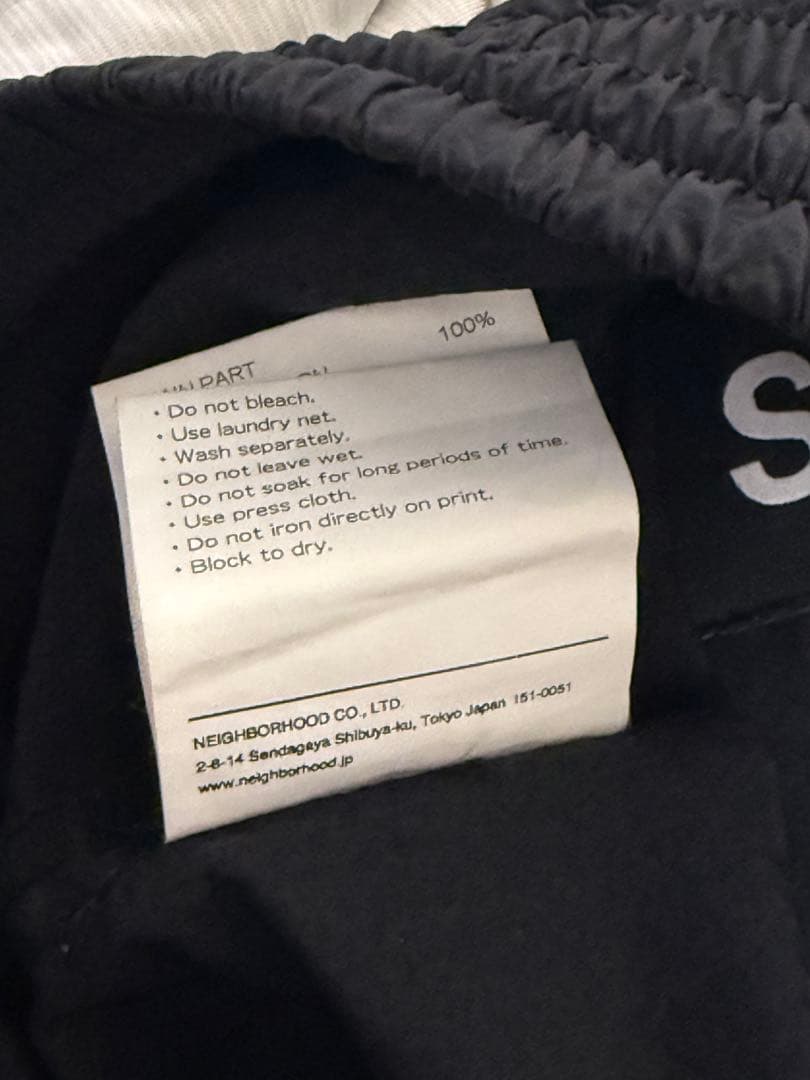 PART
100%
• Do not bleach.
• Use laundry net.
• Wash separately.
• Do not leave wet.
• Do not soak for long periods of time.
• Use press cloth.
• Do not iron directly on print.
• Block to dry.
NEIGHBORHOOD CO., LTD.
2-8-14 Sendagaya Shibuya-ku, Tokyo Japan 151-0051
www.neighborhood.jp
S